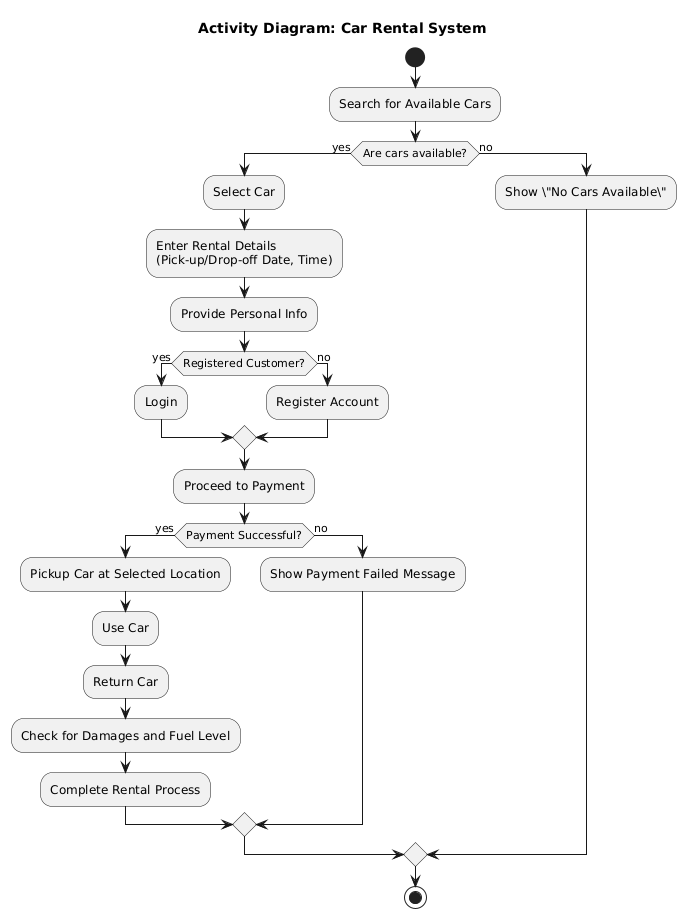 Activity Diagram: Car Rental System
Search for Available Cars
yes
Are cars available?
no
Select Car
Show \"No Cars Available\"
Enter Rental Details
(Pick-up/Drop-off Date, Time)
Provide Personal Info
yes
Registered Customer?
no
Login
Register Account
Proceed to Payment
yes
Payment Successful?
no
Pickup Car at Selected Location
Show Payment Failed Message
Use Car
Return Car
Check for Damages and Fuel Level
Complete Rental Process